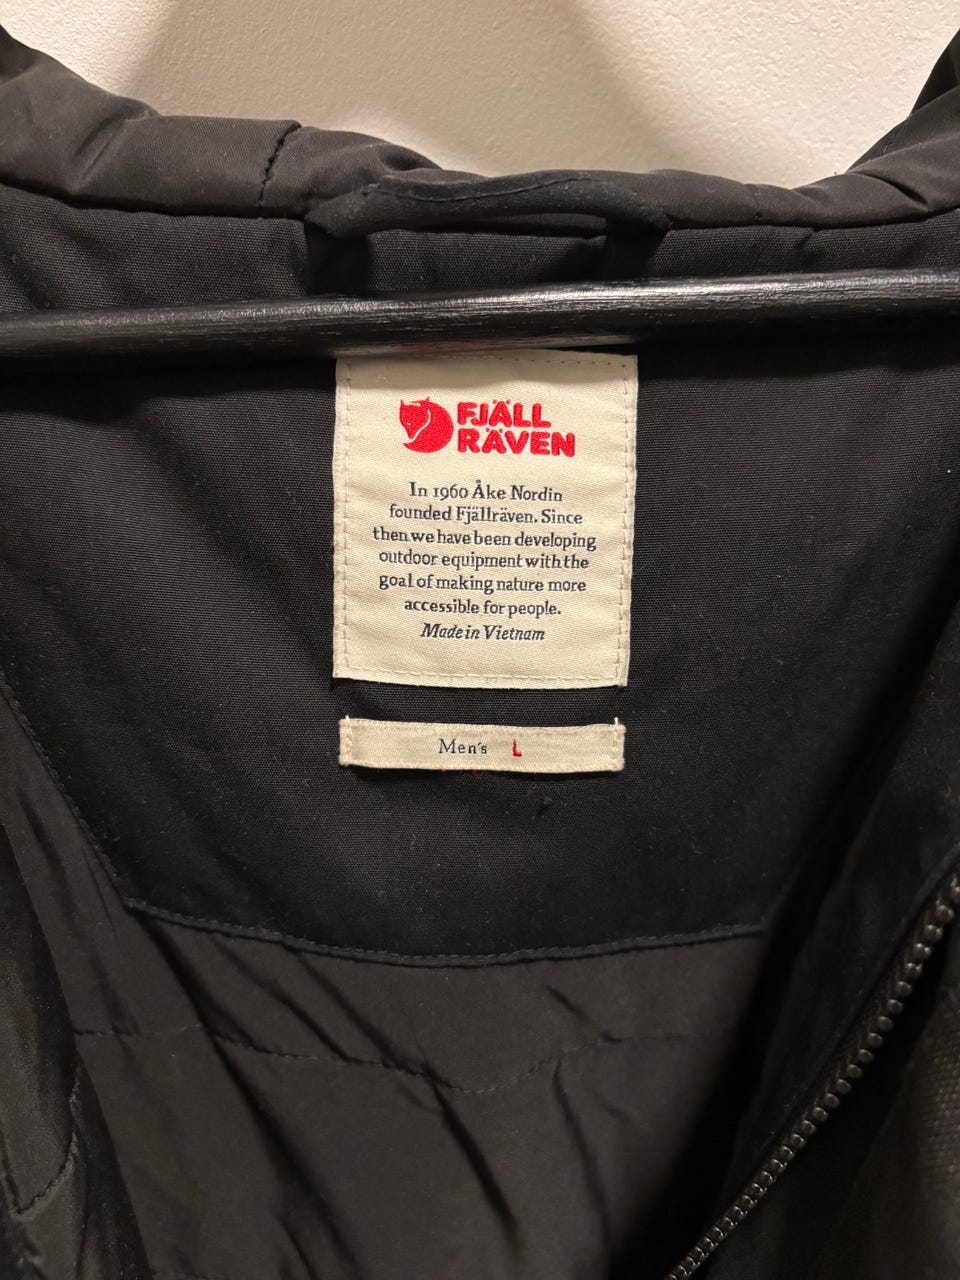 FJÄLL
RÄVEN
In 1960 Åke Nordin
founded Fjällräven. Since
then we have been developing
outdoor equipment with the
goal of making nature more
accessible for people.
Made in Vietnam
Men's L